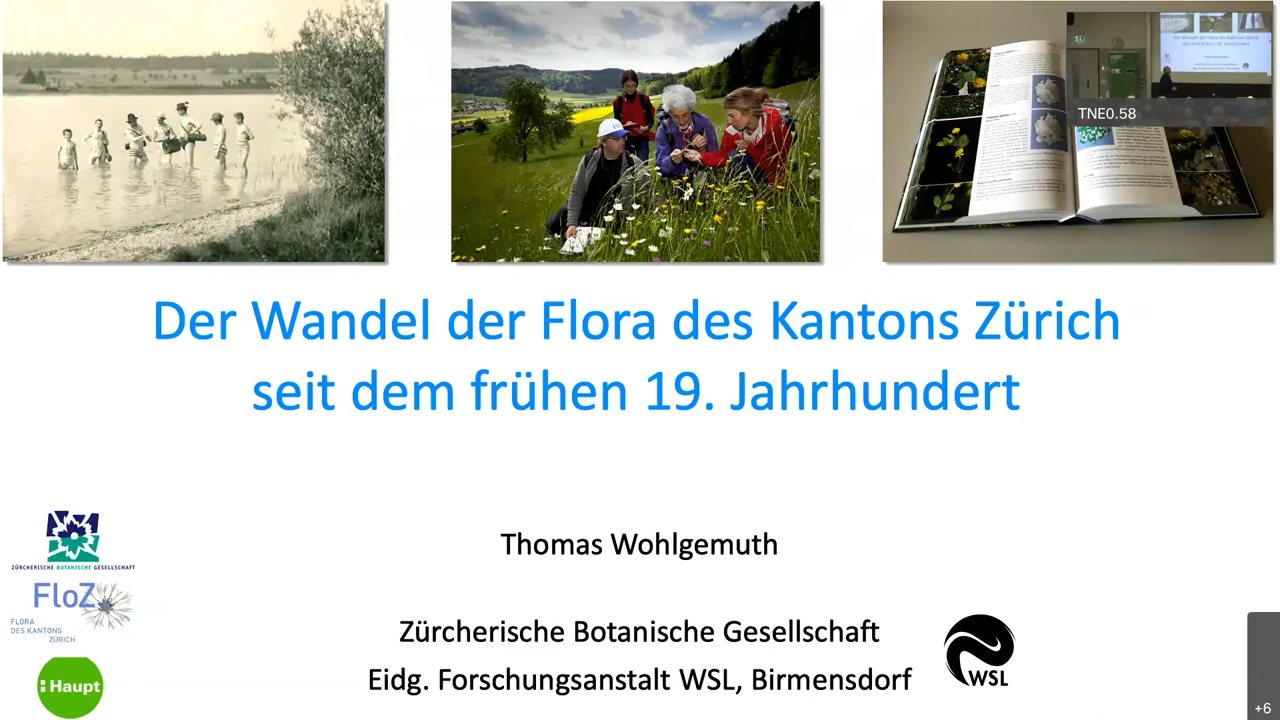 TNE0.58
Der Wandel der Flora des Kantons Zürich
seit dem frühen 19. Jahrhundert
Thomas Wohlgemuth
Zürcherische Botanische Gesellschaft
Eidg. Forschungsanstalt WSL, Birmensdorf
ZÜRCHERISCHE BOTANISCHE GESELLSCHAFT
FloZ
FLORA
DES KANTONS
ZÜRICH
Haupt
WSL
+6